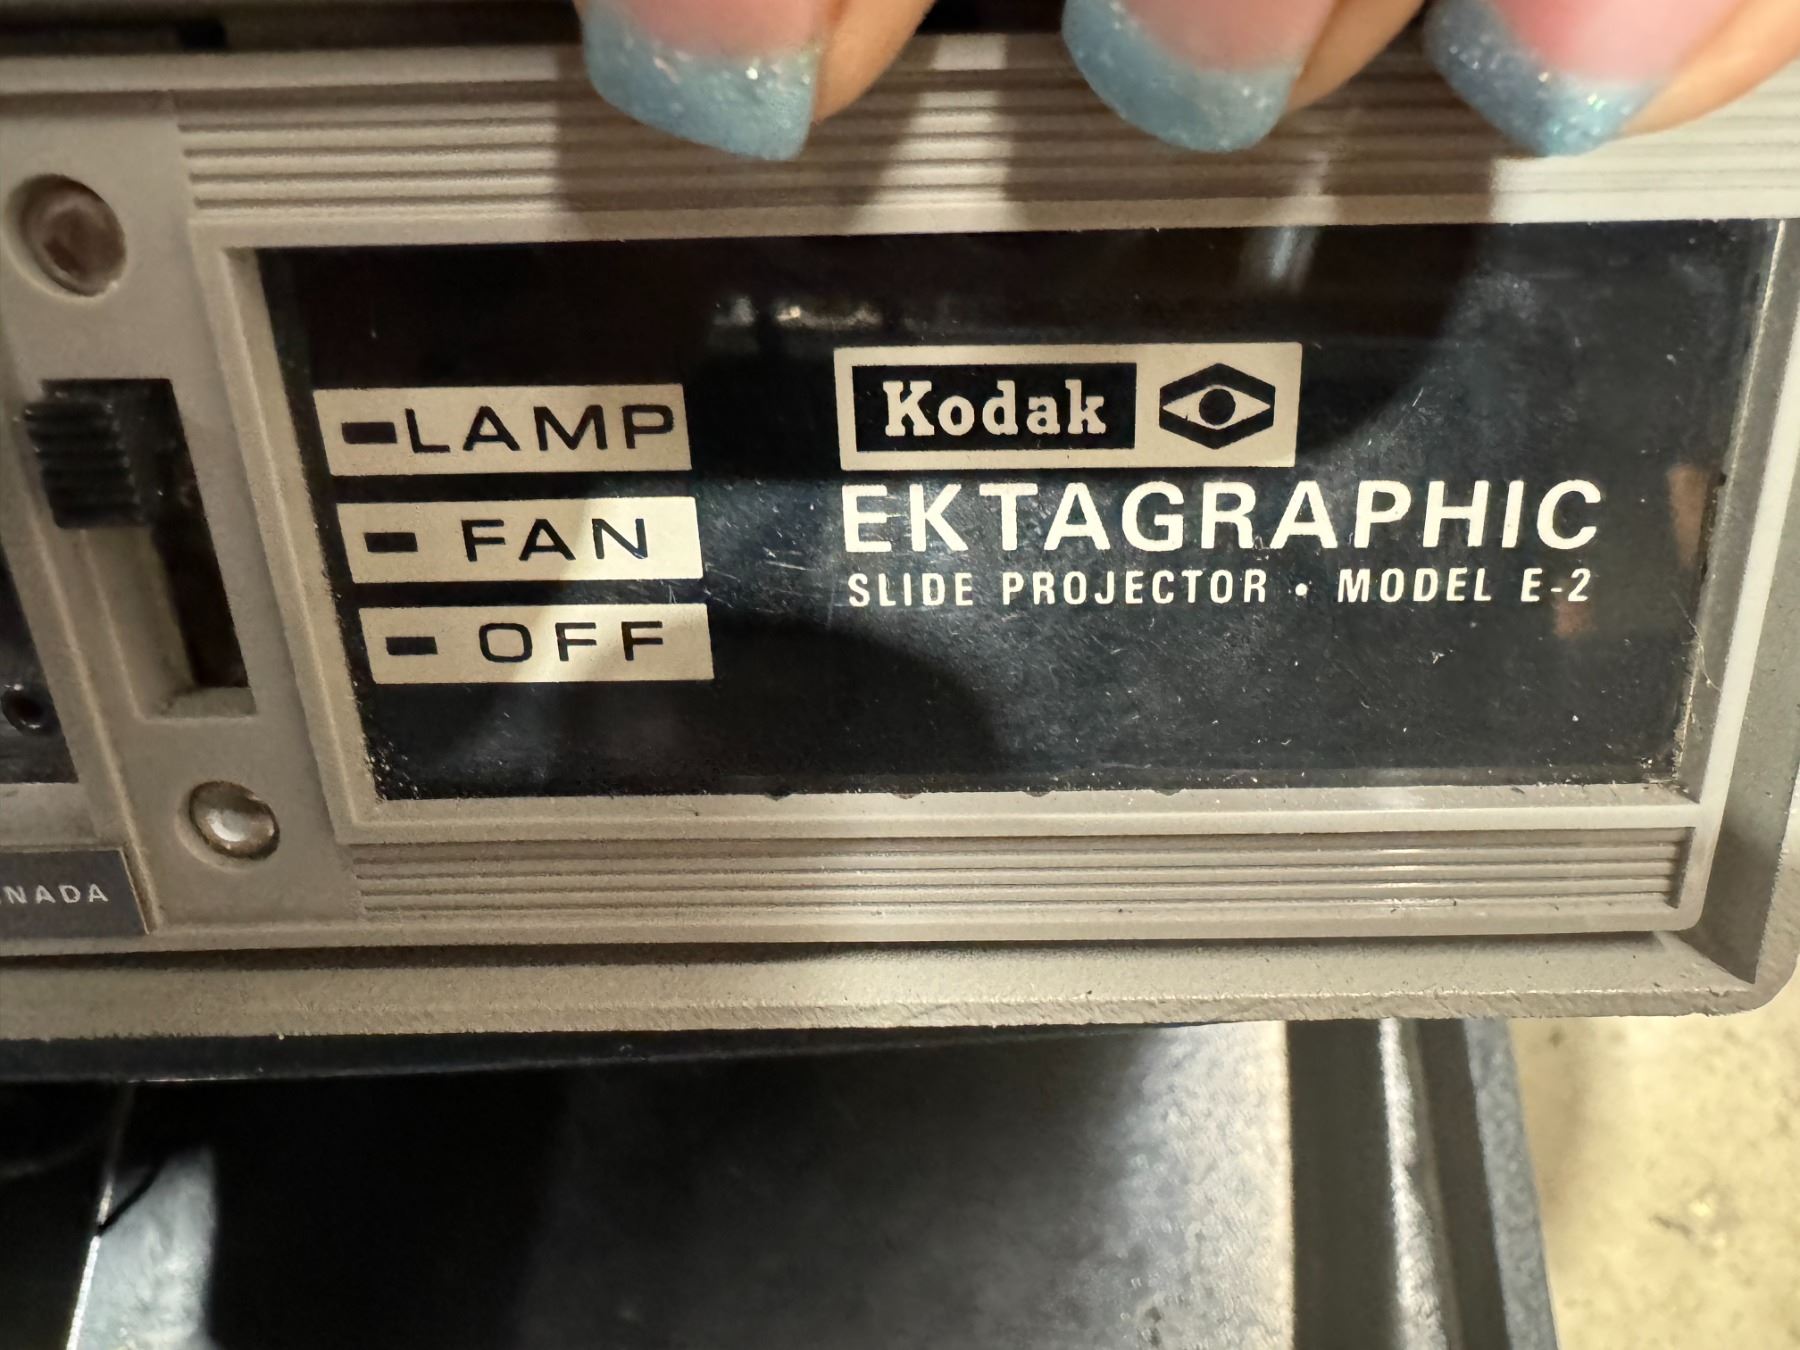 LAMP
FAN
OFF
Kodak
EKTAGRAPHIC
SLIDE PROJECTOR • MODEL E-2
NADA